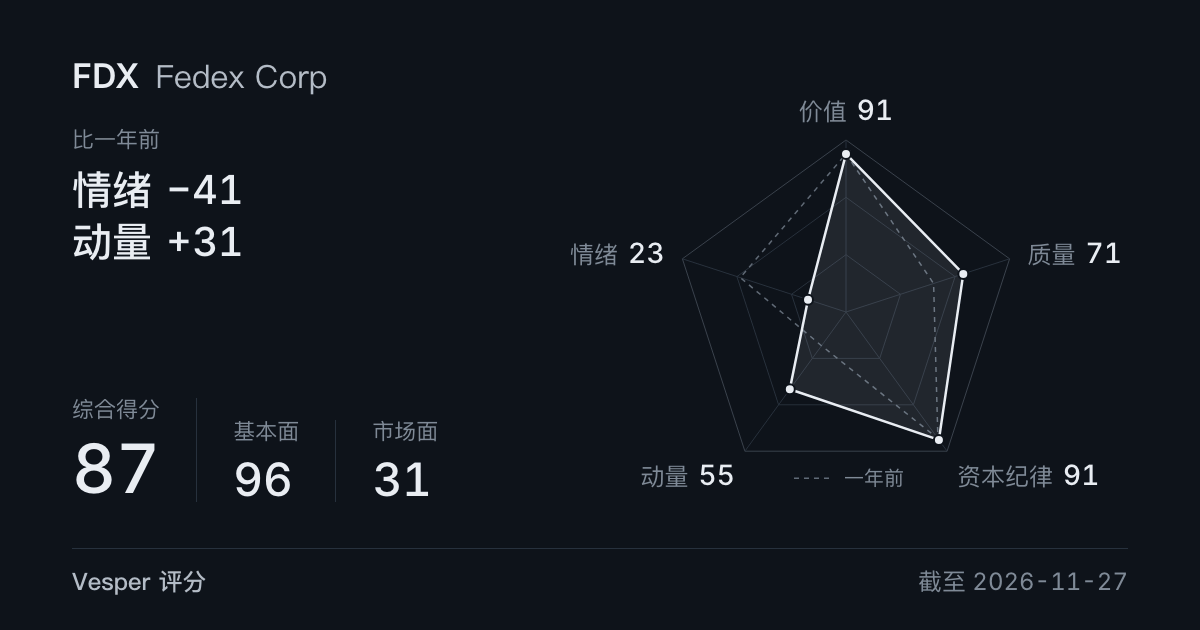 FDX Fedex Corp
比一年前
情绪 −41
动量 +31
综合得分
87
基本面
96
市场面
31
价值 91
质量 71
资本纪律 91
动量 55
情绪 23
一年前
Vesper 评分
截至 2026-11-27